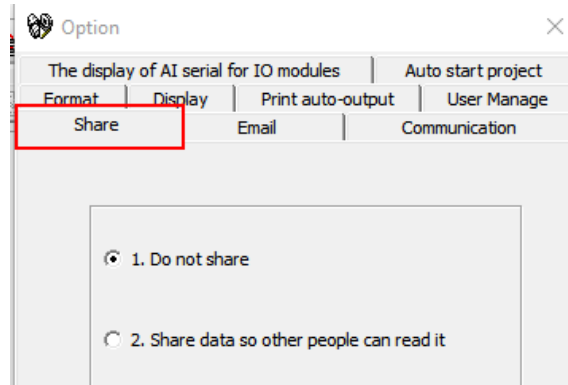 Option
The display of AI serial for IO modules Auto start project
Format Display Print auto-output User Manage
Share Email Communication
1. Do not share
2. Share data so other people can read it